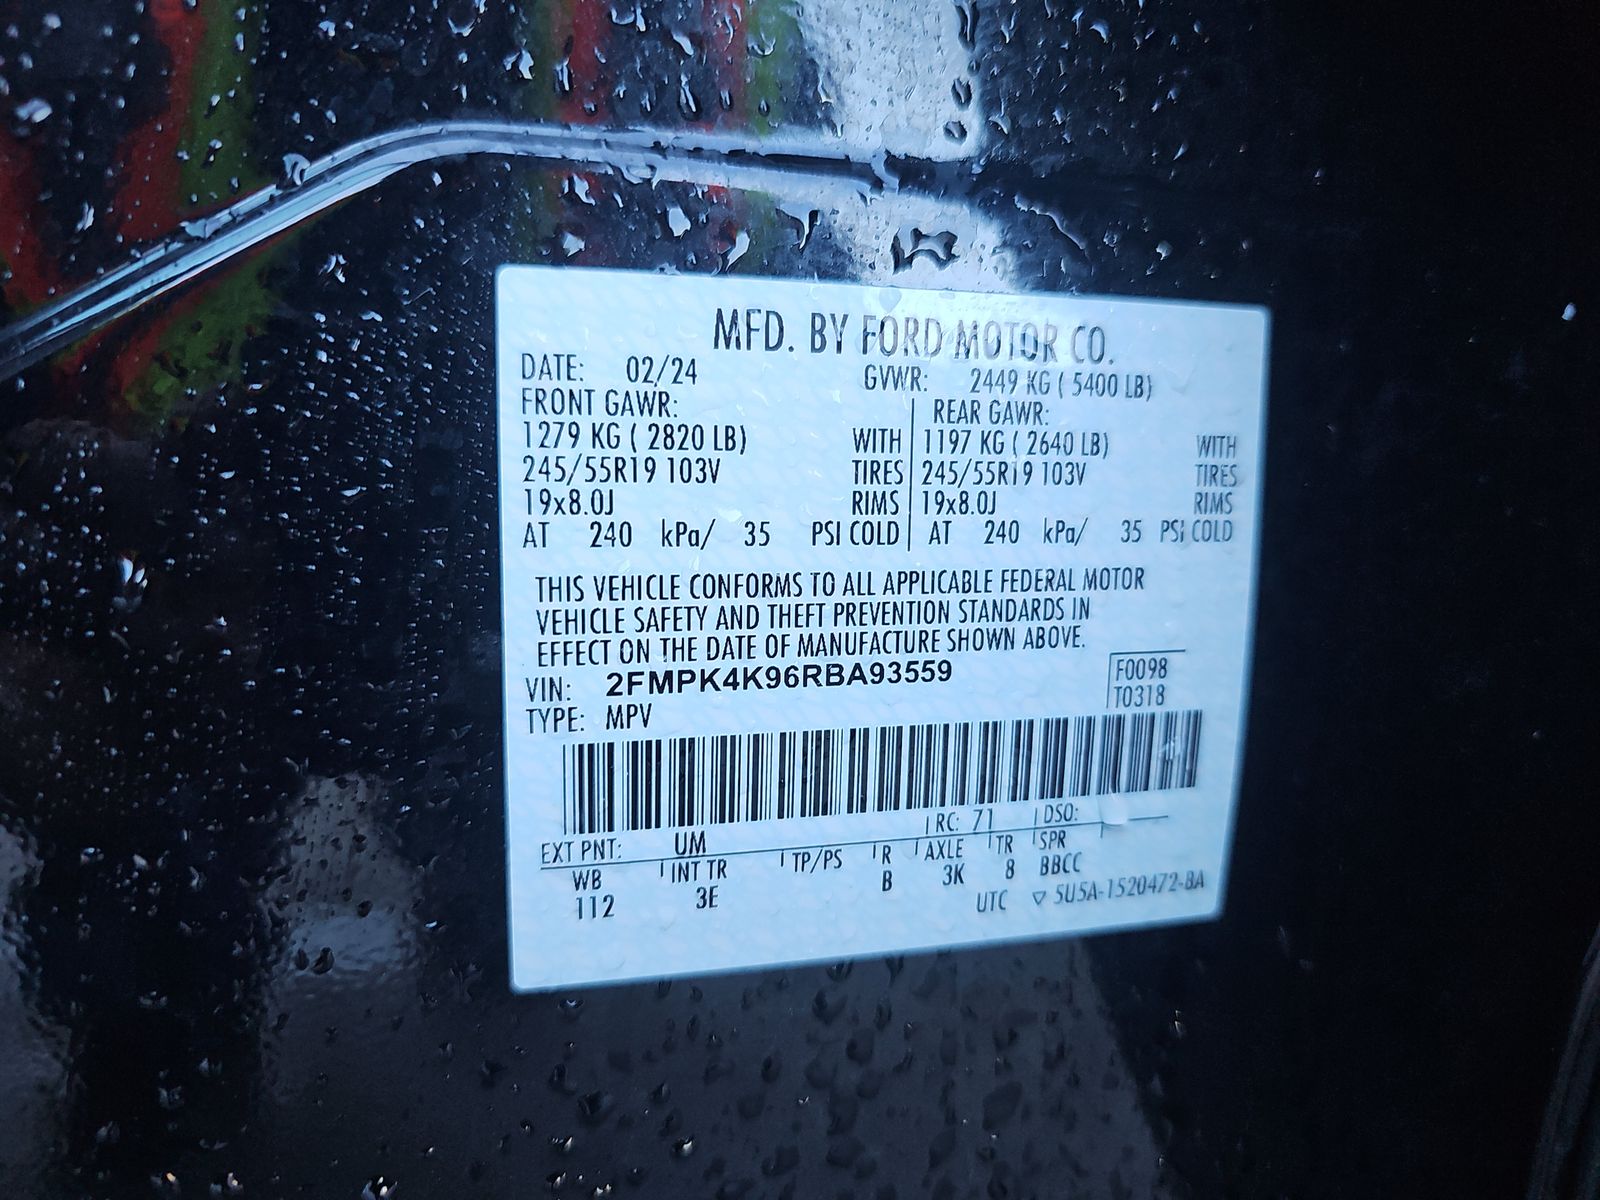 MFD. BY FORD MOTOR CO.
DATE: 02/24 GVWR: 2449 KG ( 5400 LB)
FRONT GAWR: REAR GAWR:
1279 KG ( 2820 LB) WITH 1197 KG ( 2640 LB) WITH
245/55R19 103V TIRES 245/55R19 103V TIRES
19x8.0J RIMS 19x8.0J RIMS
AT 240 kPa/ 35 PSI COLD AT 240 kPa/ 35 PSI COLD
THIS VEHICLE CONFORMS TO ALL APPLICABLE FEDERAL MOTOR
VEHICLE SAFETY AND THEFT PREVENTION STANDARDS IN
EFFECT ON THE DATE OF MANUFACTURE SHOWN ABOVE.
VIN: 2FMPK4K96RBA93559 F0098
TYPE: MPV T0318
EXT PNT: UM RC: 71 DSO:
WB INT TR TP/PS R AXLE TR SPR
112 3E B 3K 8 BBCC
UTC ▽ 5U5A-1520472-BA